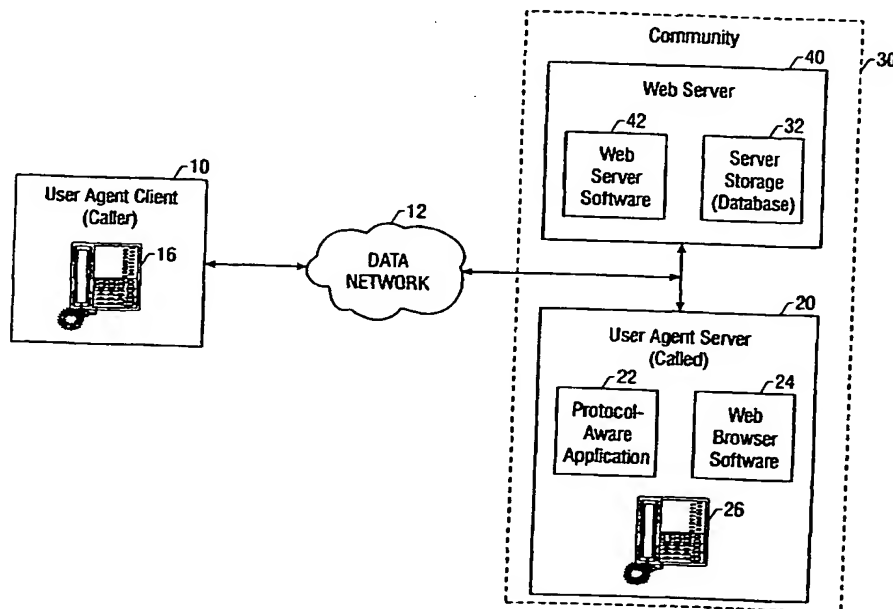 Community
30
40
Web Server
42
Web
Server
Software
32
Server
Storage
(Database)
10
User Agent Client
(Caller)
16
12
DATA
NETWORK
20
User Agent Server
(Called)
22
Protocol-
Aware
Application
24
Web
Browser
Software
26